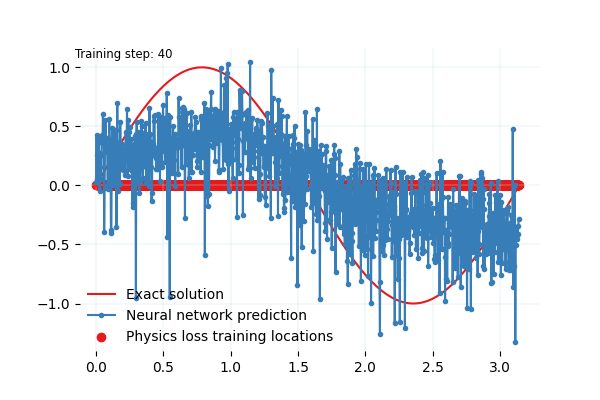 Training step: 40
1.0
0.5
0.0
−0.5
−1.0
Exact solution
Neural network prediction
Physics loss training locations
0.0 0.5 1.0 1.5 2.0 2.5 3.0